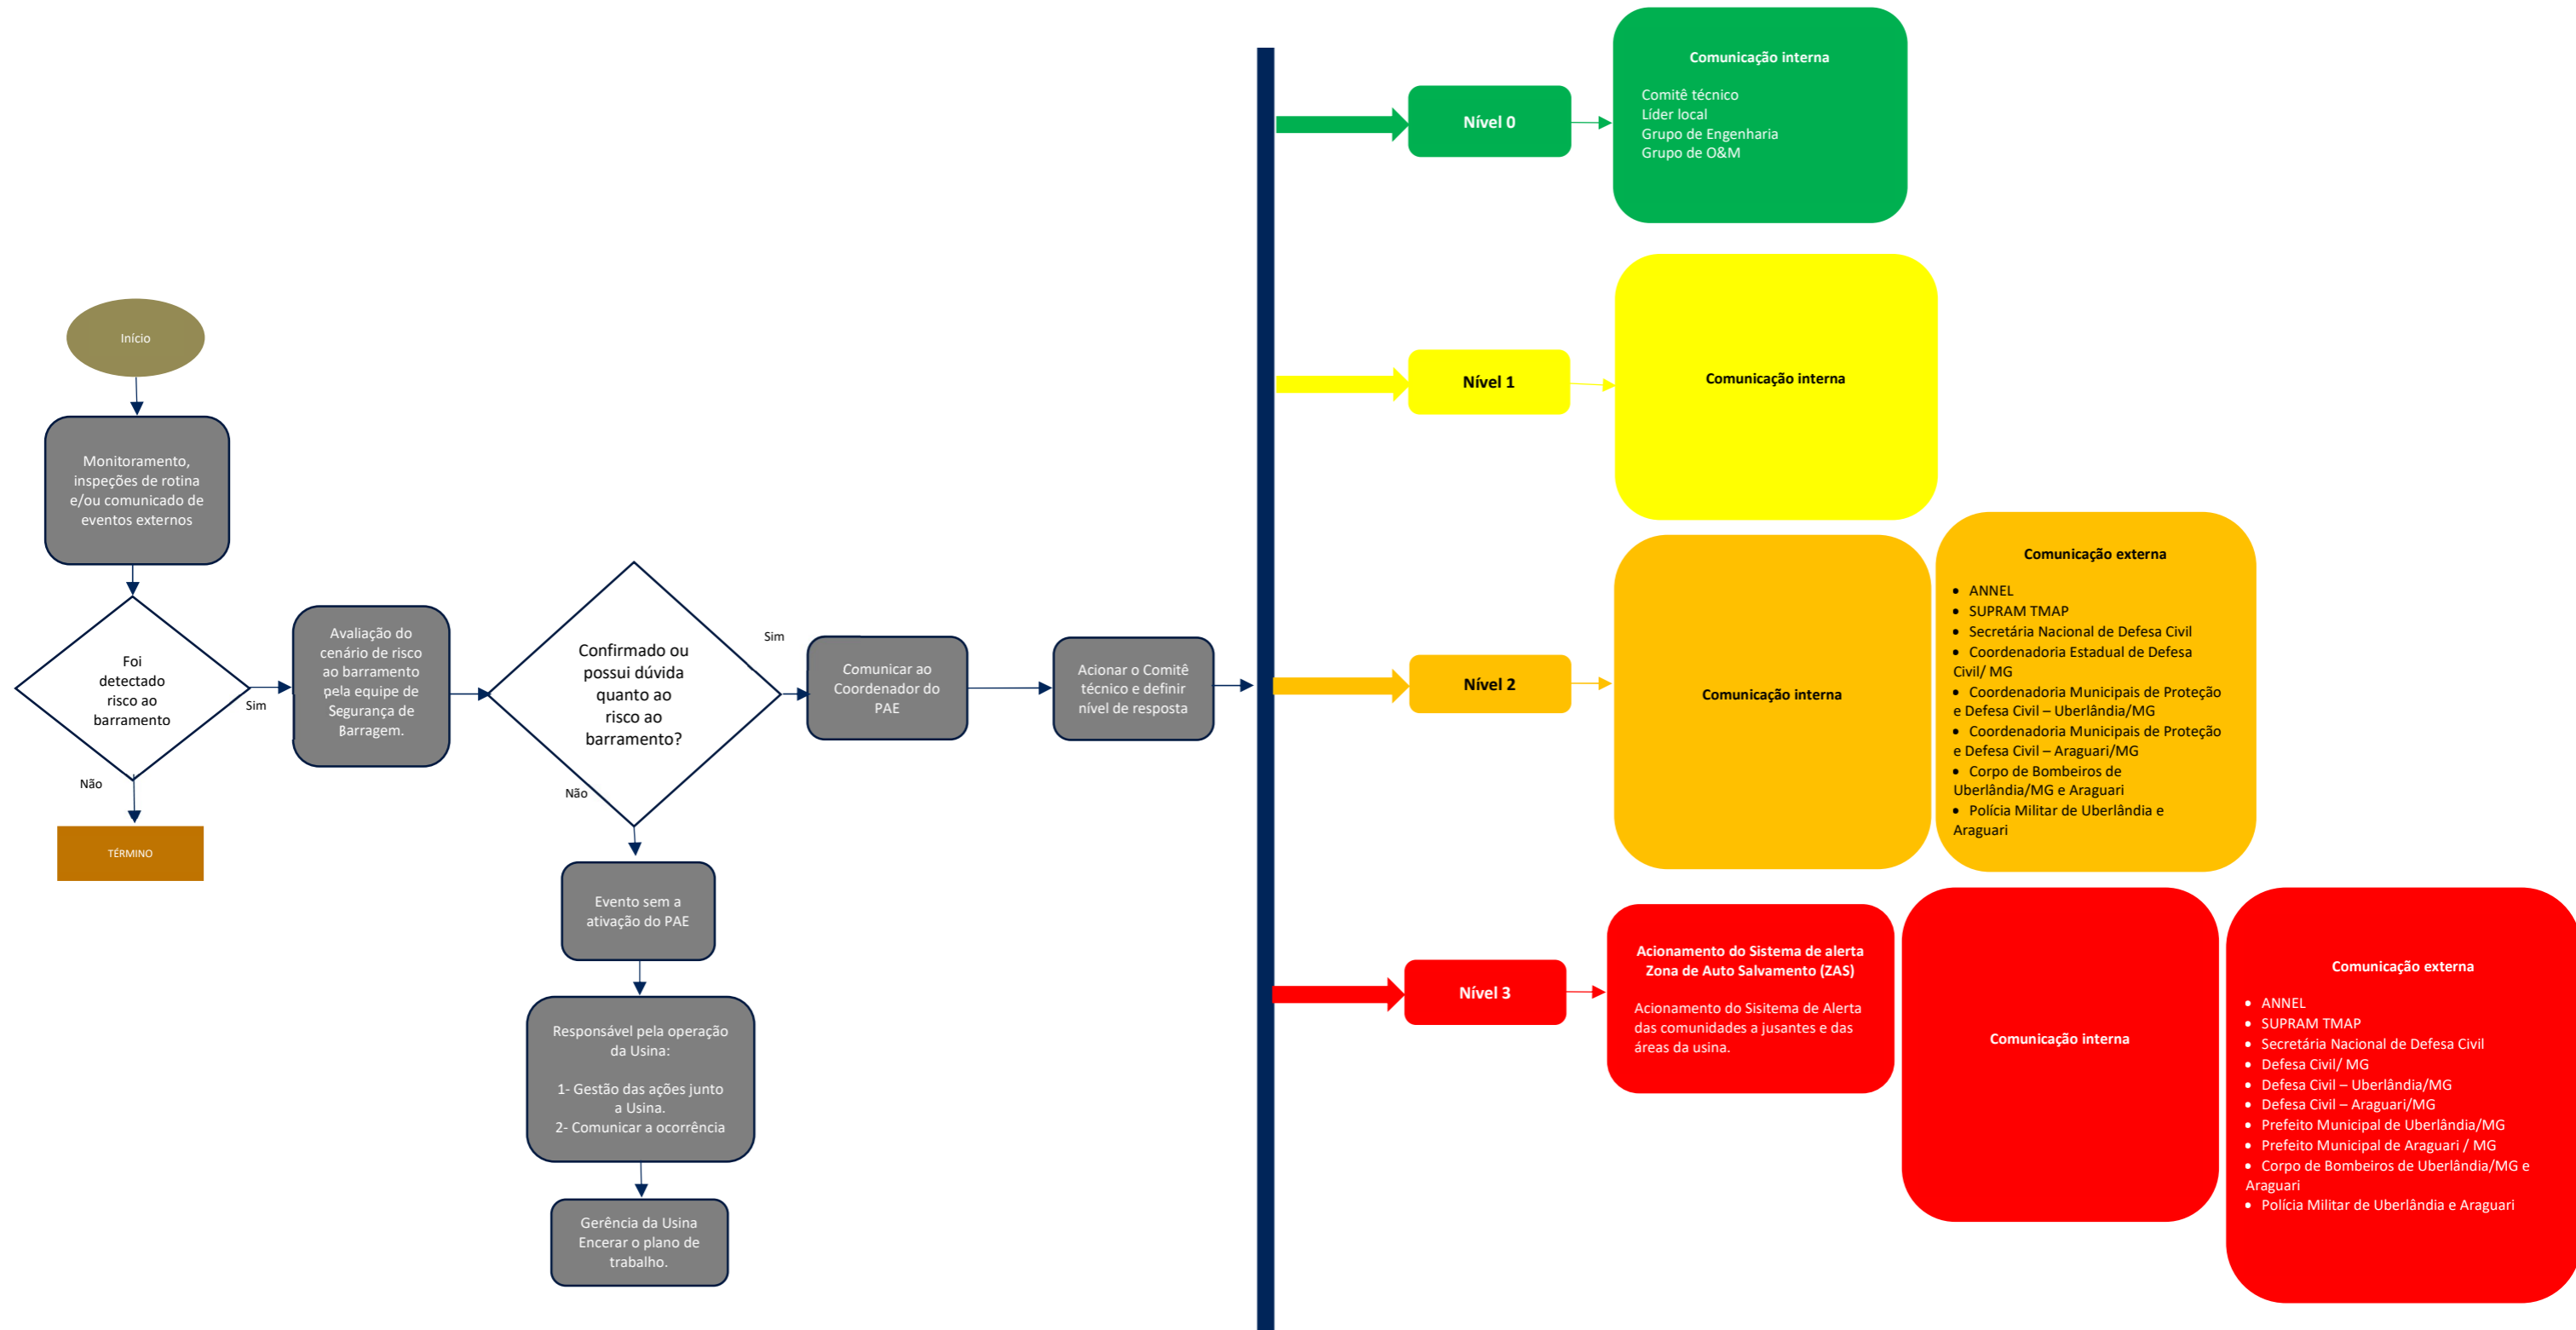 Início
Monitoramento,
inspeções de rotina
e/ou comunicado de
eventos externos
Foi
detectado
risco ao
barramento
Sim
Não
TÉRMINO
Avaliação do
cenário de risco
ao barramento
pela equipe de
Segurança de
Barragem.
Confirmado ou
possui dúvida
quanto ao
risco ao
barramento?
Sim
Não
Evento sem a
ativação do PAE
Responsável pela operação
da Usina:
1- Gestão das ações junto
a Usina.
2- Comunicar a ocorrência
Gerência da Usina
Encerar o plano de
trabalho.
Comunicar ao
Coordenador do
PAE
Acionar o Comitê
técnico e definir
nível de resposta
Nível 0
Comunicação interna
Comitê técnico
Líder local
Grupo de Engenharia
Grupo de O&M
Nível 1
Comunicação interna
Nível 2
Comunicação interna
Comunicação externa
• ANNEL
• SUPRAM TMAP
• Secretária Nacional de Defesa Civil
• Coordenadoria Estadual de Defesa
Civil/ MG
• Coordenadoria Municipais de Proteção
e Defesa Civil – Uberlândia/MG
• Coordenadoria Municipais de Proteção
e Defesa Civil – Araguari/MG
• Corpo de Bombeiros de
Uberlândia/MG e Araguari
• Polícia Militar de Uberlândia e
Araguari
Nível 3
Acionamento do Sistema de alerta
Zona de Auto Salvamento (ZAS)
Acionamento do Sisitema de Alerta
das comunidades a jusantes e das
áreas da usina.
Comunicação interna
Comunicação externa
• ANNEL
• SUPRAM TMAP
• Secretária Nacional de Defesa Civil
• Defesa Civil/ MG
• Defesa Civil – Uberlândia/MG
• Defesa Civil – Araguari/MG
• Prefeito Municipal de Uberlândia/MG
• Prefeito Municipal de Araguari / MG
• Corpo de Bombeiros de Uberlândia/MG e
Araguari
• Polícia Militar de Uberlândia e Araguari